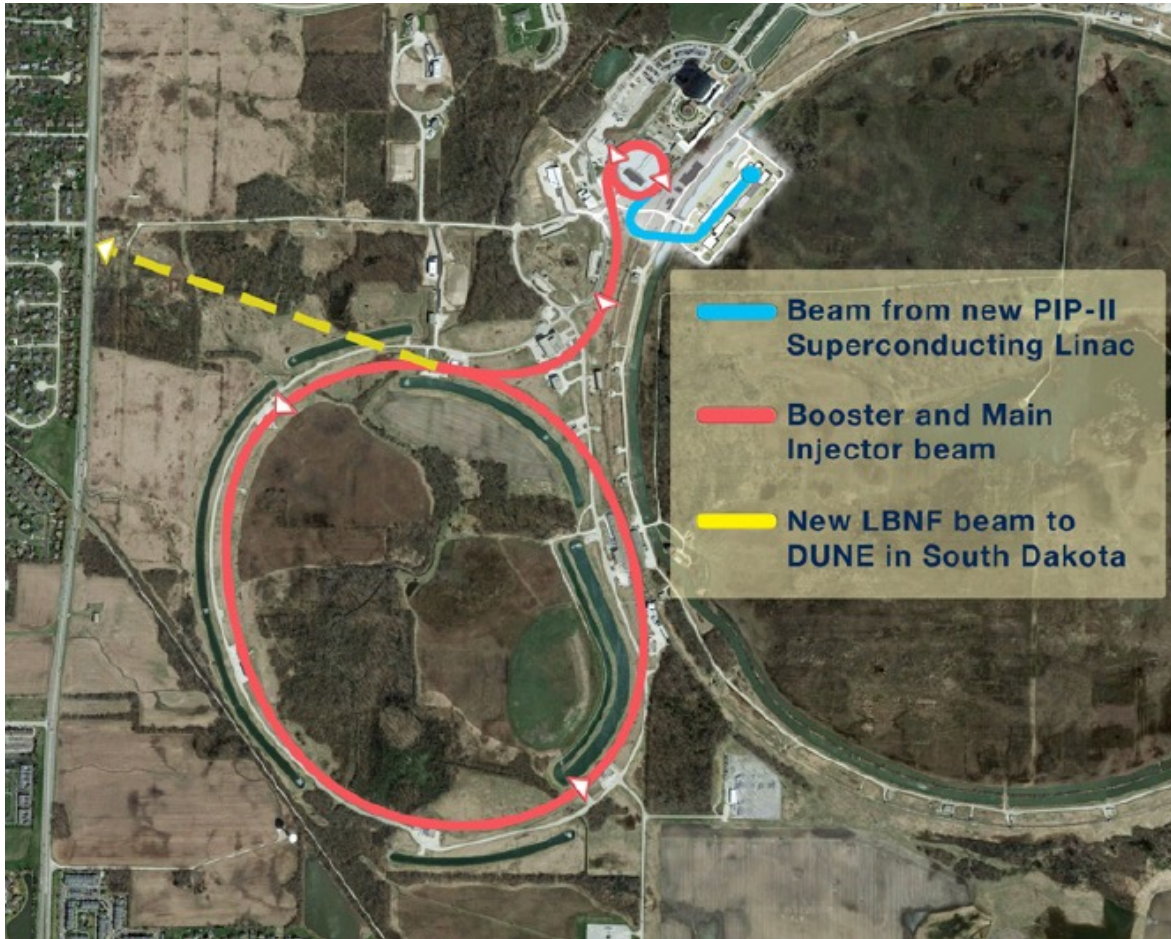 Beam from new PIP-II
Superconducting Linac
Booster and Main
Injector beam
New LBNF beam to
DUNE in South Dakota